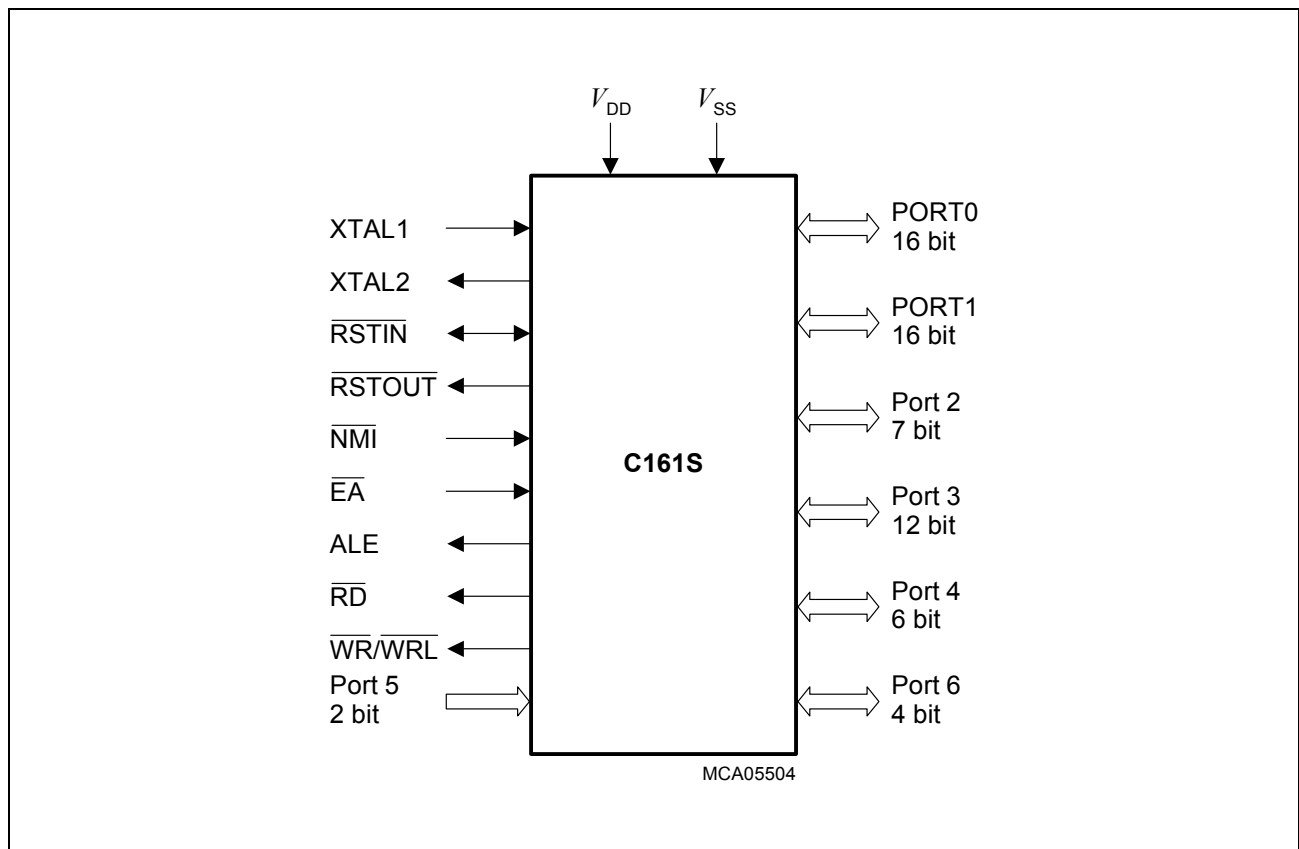 VDD VSS
XTAL1
XTAL2
RSTIN
RSTOUT
NMI
EA
ALE
RD
WR/WRL
Port 5
2 bit
C161S
PORT0
16 bit
PORT1
16 bit
Port 2
7 bit
Port 3
12 bit
Port 4
6 bit
Port 6
4 bit
MCA05504